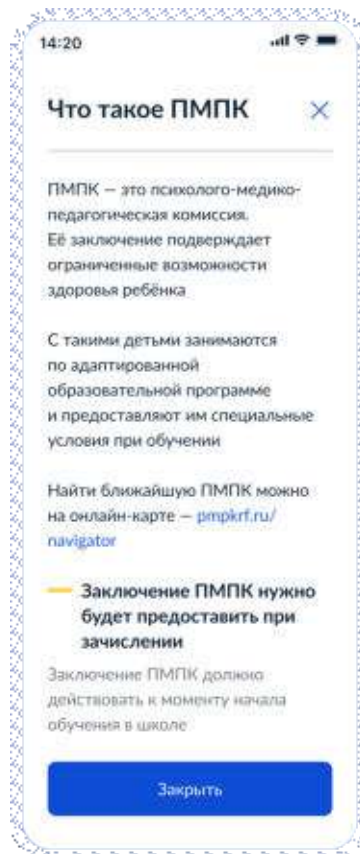 14:20
Что такое ПМПК
ПМПК — это психолого-медико-
педагогическая комиссия.
Её заключение подверждает
ограниченные возможности
здоровья ребёнка
С такими детьми занимаются
по адаптированной
образовательной программе
и предоставляют им специальные
условия при обучении
Найти ближайшую ПМПК можно
на онлайн-карте — pmpkrf.ru/
navigator
Заключение ПМПК нужно
будет предоставить при
зачислении
Заключение ПМПК должно
действовать к моменту начала
обучения в школе
Закрыть